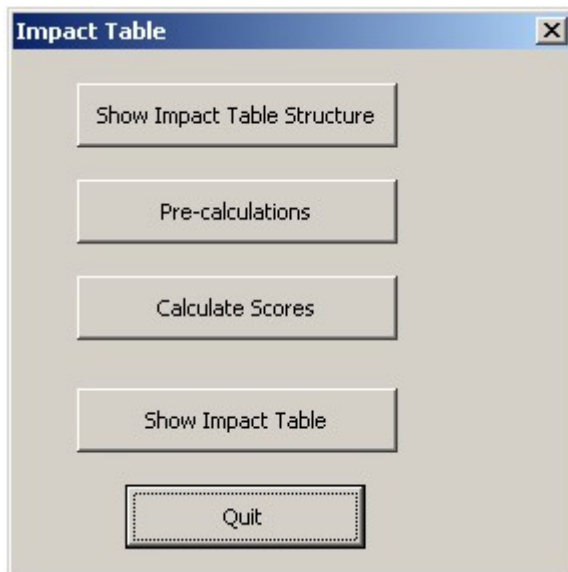 Impact Table
Show Impact Table Structure
Pre-calculations
Calculate Scores
Show Impact Table
Quit